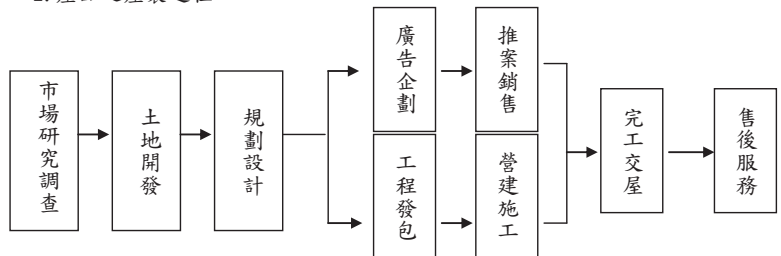 市場研究調查
土地開發
規劃設計
廣告企劃
推案銷售
工程發包
營建施工
完工交屋
售後服務